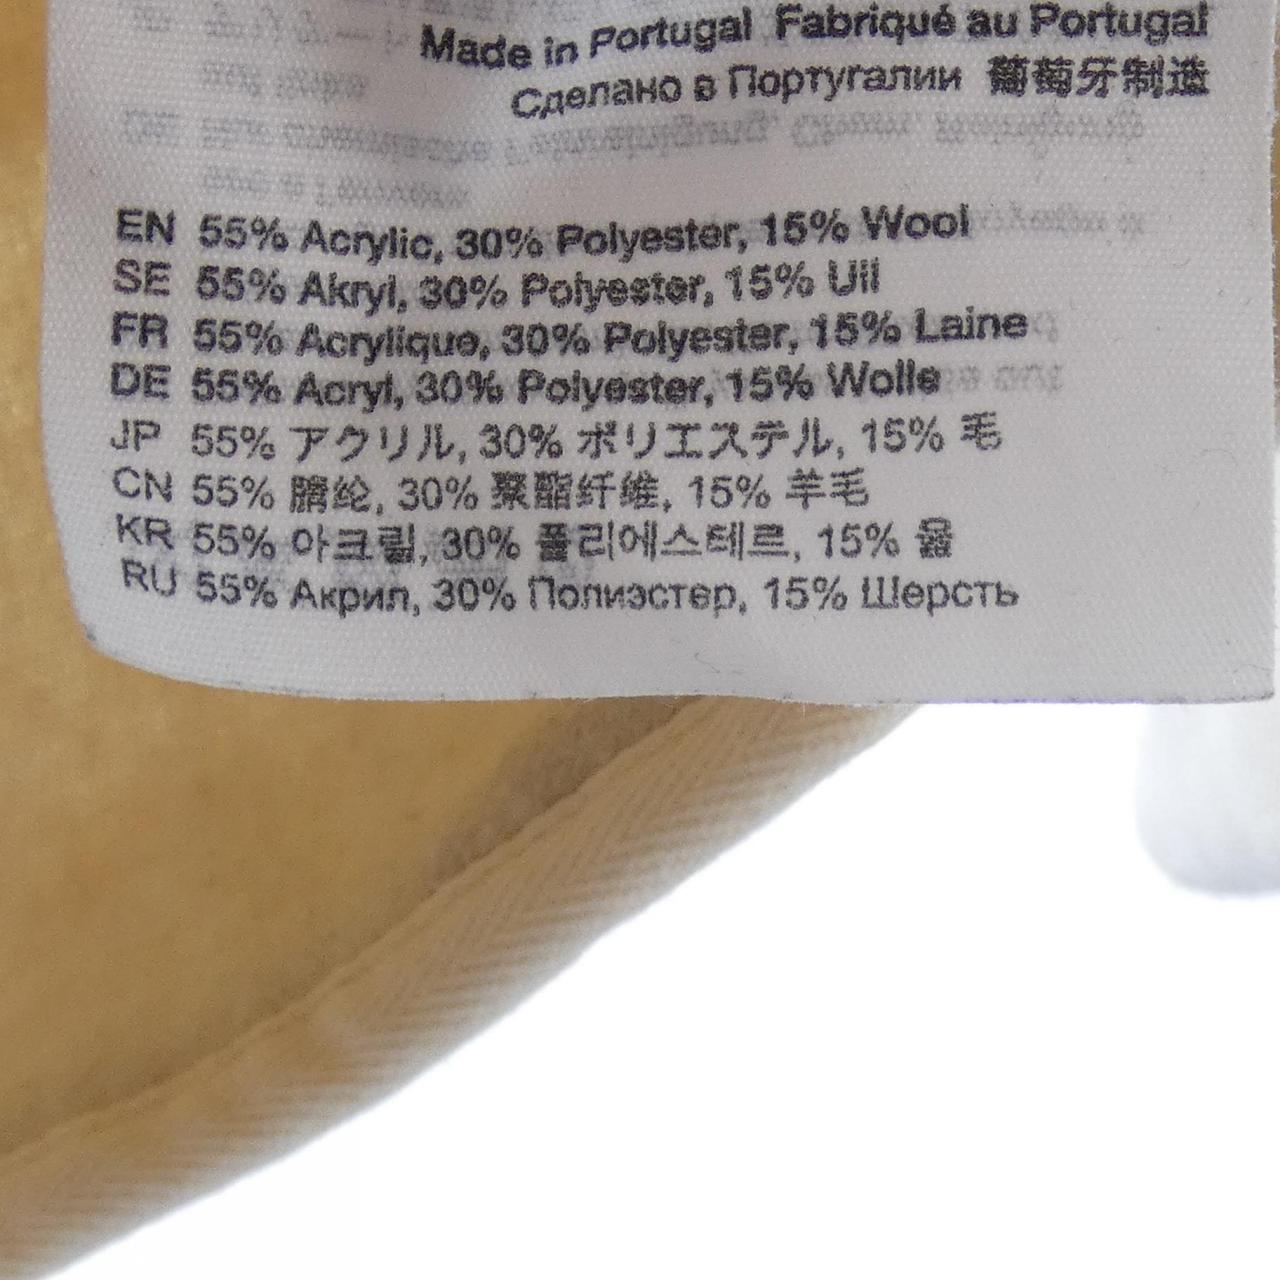 Made in Portugal Fabriqué au Portugal
Сделано в Португалии 葡萄牙制造
EN 55% Acrylic, 30% Polyester, 15% Wool
SE 55% Akryl, 30% Polyester, 15% Ull
FR 55% Acrylique, 30% Polyester, 15% Laine
DE 55% Acryl, 30% Polyester, 15% Wolle
JP 55% アクリル, 30% ポリエステル, 15% 毛
CN 55% 腈纶, 30% 聚酯纤维, 15% 羊毛
KR 55% 아크릴, 30% 폴리에스테르, 15% 울
RU 55% Акрил, 30% Полиэстер, 15% Шерсть